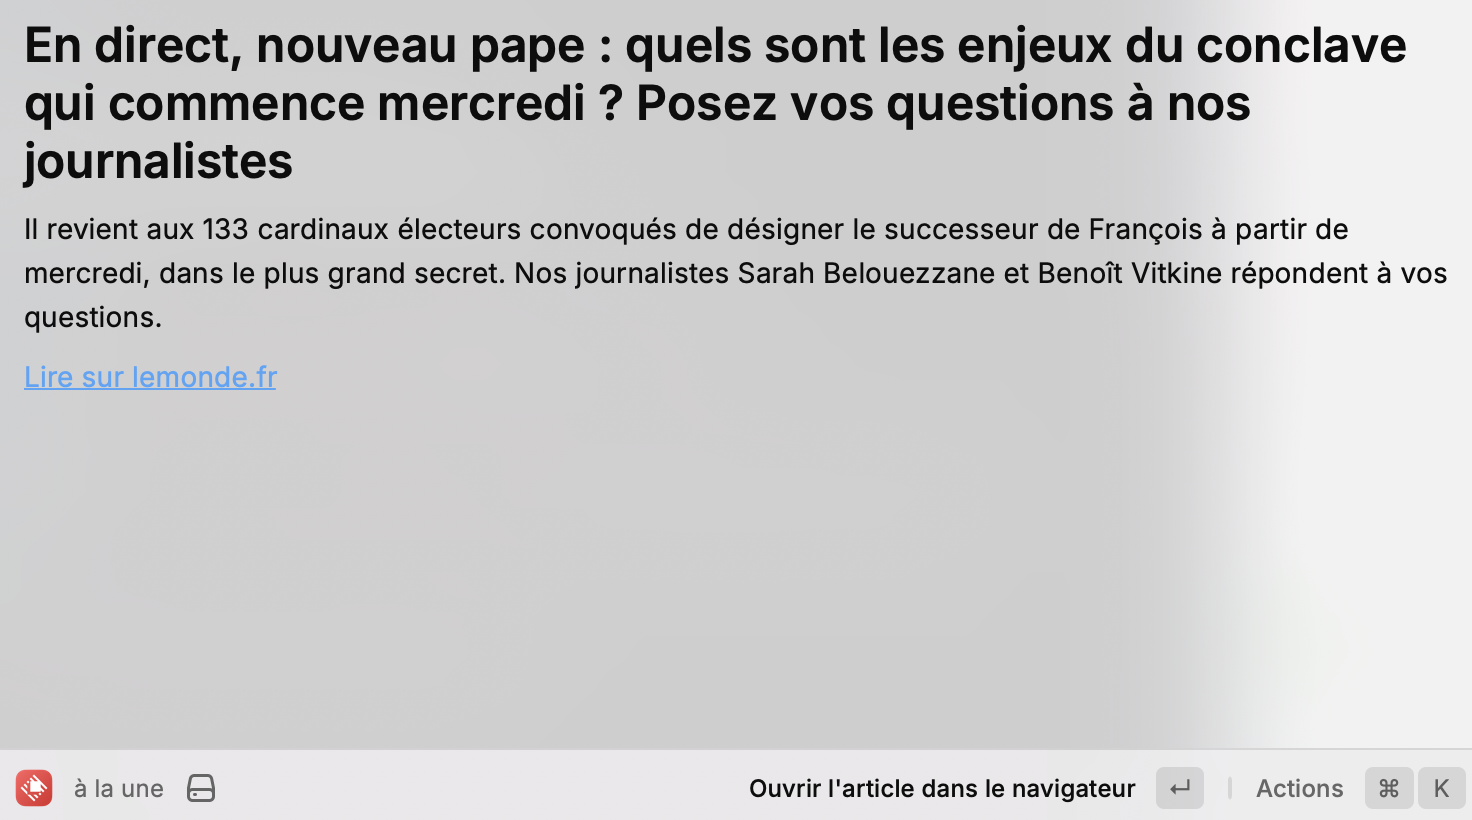 En direct, nouveau pape : quels sont les enjeux du conclave
qui commence mercredi ? Posez vos questions à nos
journalistes
Il revient aux 133 cardinaux électeurs convoqués de désigner le successeur de François à partir de
mercredi, dans le plus grand secret. Nos journalistes Sarah Belouezzane et Benoît Vitkine répondent à vos
questions.
Lire sur lemonde.fr
à la une Ouvrir l'article dans le navigateur ↵ | Actions ⌘ K